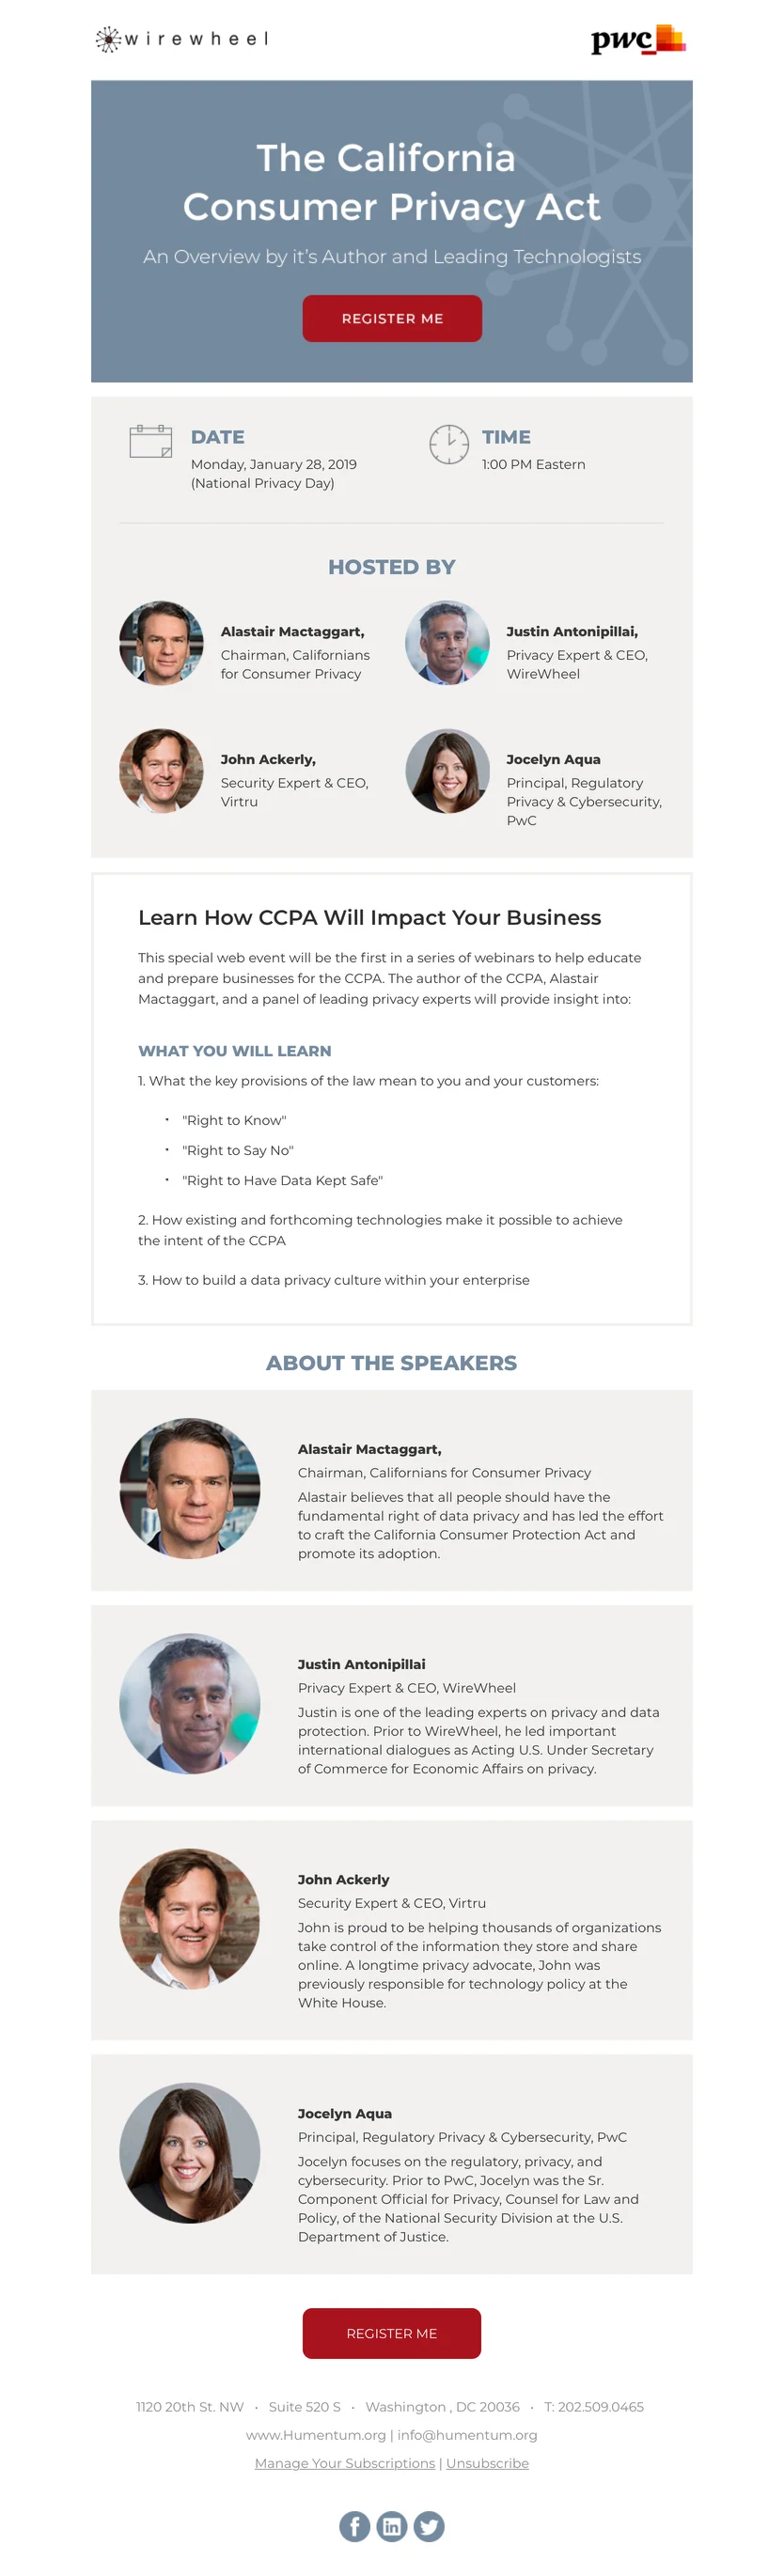 wirewheel
pwc
The California
Consumer Privacy Act
An Overview by it's Author and Leading Technologists
REGISTER ME
DATE
Monday, January 28, 2019
(National Privacy Day)
TIME
1:00 PM Eastern
HOSTED BY
Alastair Mactaggart,
Chairman, Californians
for Consumer Privacy
Justin Antonipillai,
Privacy Expert & CEO,
WireWheel
John Ackerly,
Security Expert & CEO,
Virtru
Jocelyn Aqua
Principal, Regulatory
Privacy & Cybersecurity,
PwC
Learn How CCPA Will Impact Your Business
This special web event will be the first in a series of webinars to help educate
and prepare businesses for the CCPA. The author of the CCPA, Alastair
Mactaggart, and a panel of leading privacy experts will provide insight into:
WHAT YOU WILL LEARN
1. What the key provisions of the law mean to you and your customers:
• "Right to Know"
• "Right to Say No"
• "Right to Have Data Kept Safe"
2. How existing and forthcoming technologies make it possible to achieve
the intent of the CCPA
3. How to build a data privacy culture within your enterprise
ABOUT THE SPEAKERS
Alastair Mactaggart,
Chairman, Californians for Consumer Privacy
Alastair believes that all people should have the
fundamental right of data privacy and has led the effort
to craft the California Consumer Protection Act and
promote its adoption.
Justin Antonipillai
Privacy Expert & CEO, WireWheel
Justin is one of the leading experts on privacy and data
protection. Prior to WireWheel, he led important
international dialogues as Acting U.S. Under Secretary
of Commerce for Economic Affairs on privacy.
John Ackerly
Security Expert & CEO, Virtru
John is proud to be helping thousands of organizations
take control of the information they store and share
online. A longtime privacy advocate, John was
previously responsible for technology policy at the
White House.
Jocelyn Aqua
Principal, Regulatory Privacy & Cybersecurity, PwC
Jocelyn focuses on the regulatory, privacy, and
cybersecurity. Prior to PwC, Jocelyn was the Sr.
Component Official for Privacy, Counsel for Law and
Policy, of the National Security Division at the U.S.
Department of Justice.
REGISTER ME
1120 20th St. NW • Suite 520 S • Washington , DC 20036 • T: 202.509.0465
www.Humentum.org | info@humentum.org
Manage Your Subscriptions | Unsubscribe